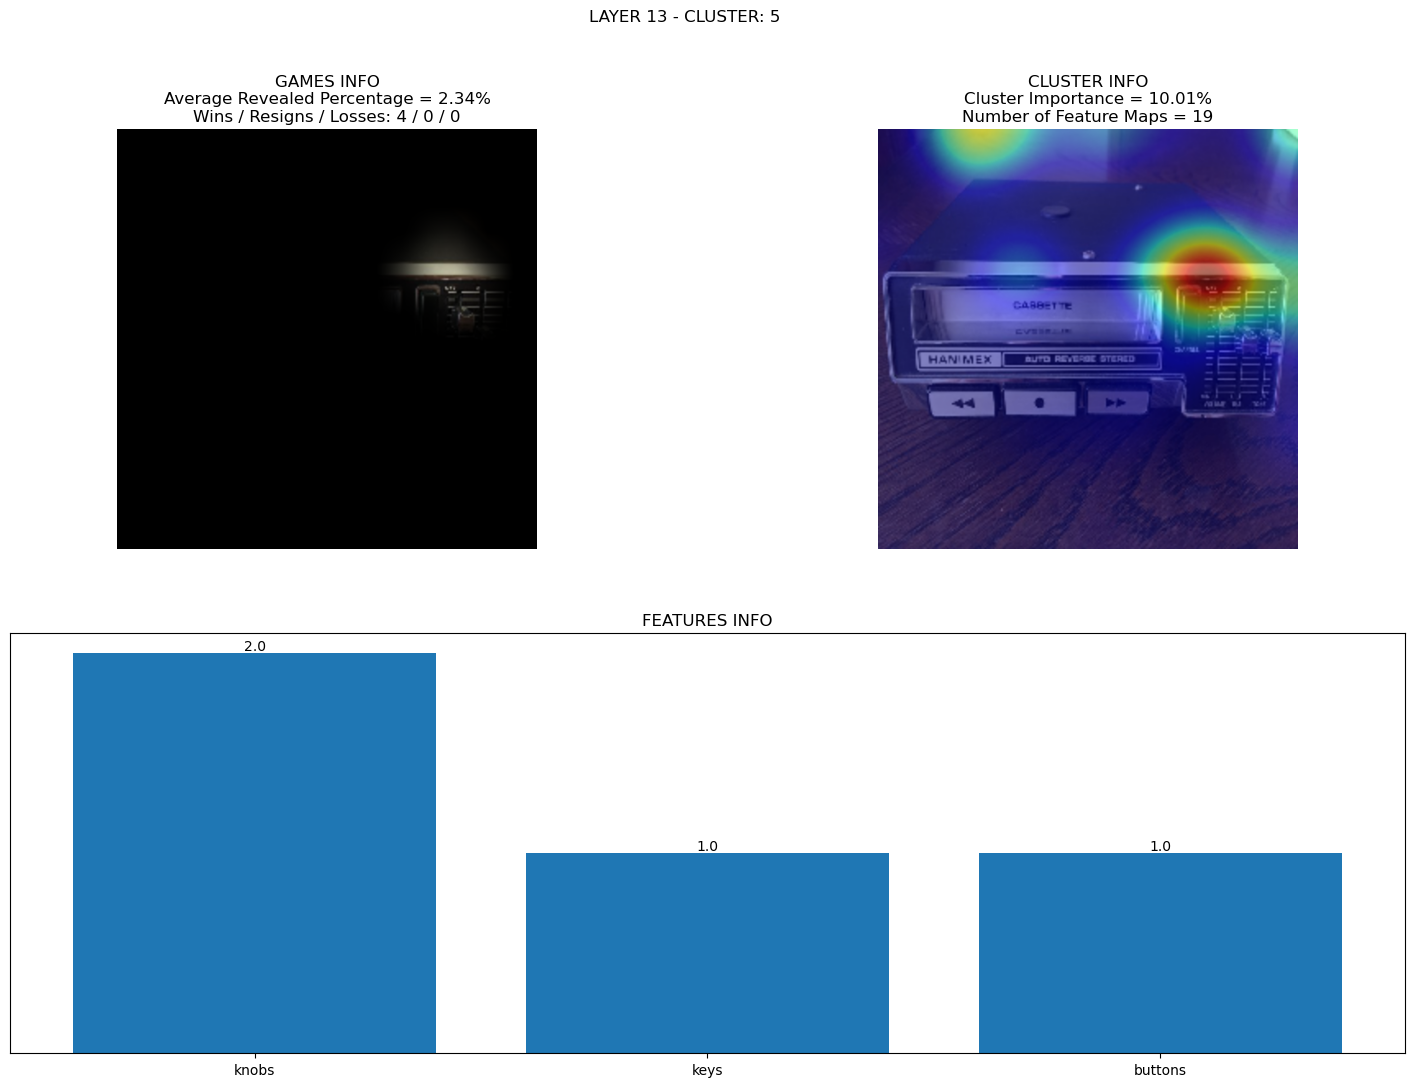 LAYER 13 - CLUSTER: 5
GAMES INFO
Average Revealed Percentage = 2.34%
Wins / Resigns / Losses: 4 / 0 / 0
CLUSTER INFO
Cluster Importance = 10.01%
Number of Feature Maps = 19
CASSETTE
HANIMEX
AUTO REVERSE STEREO
FEATURES INFO
2.0
1.0
1.0
knobs
keys
buttons